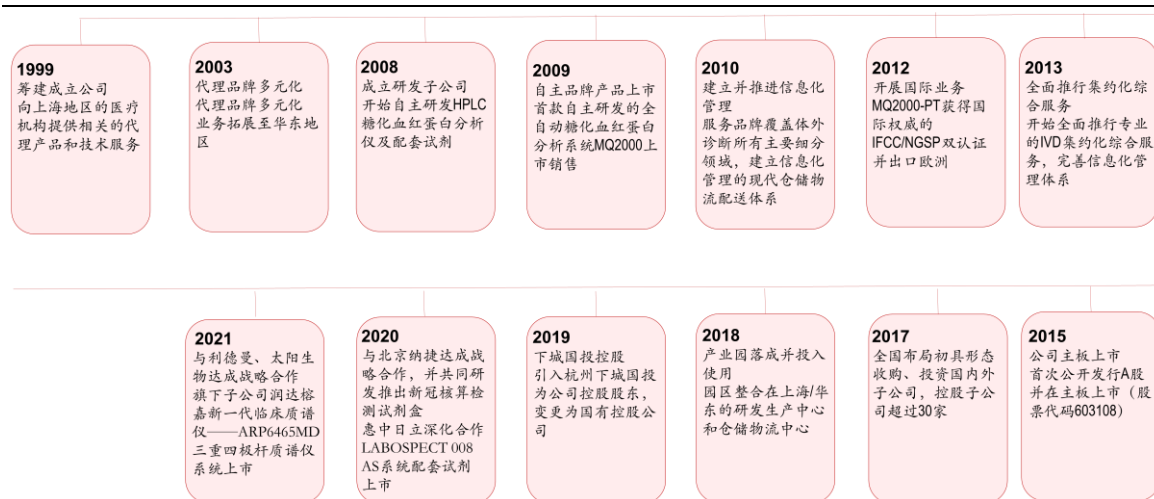 1999
筹建成立公司
向上海地区的医疗
机构提供相关的代
理产品和技术服务
2003
代理品牌多元化
代理品牌多元化
业务拓展至华东地
区
2008
成立研发子公司
开始自主研发HPLC
糖化血红蛋白分析
仪及配套试剂
2009
自主品牌产品上市
首款自主研发的全
自动糖化血红蛋白
分析系统MQ2000上
市销售
2010
建立并推进信息化
管理
服务品牌覆盖体外
诊断所有主要细分
领域，建立信息化
管理的现代仓储物
流配送体系
2012
开展国际业务
MQ2000-PT获得国
际权威的
IFCC/NGSP双认证
并出口欧洲
2013
全面推行集约化综
合服务
开始全面推行专业
的IVD集约化综合服
务，完善信息化管
理体系
2021
与利德曼、太阳生
物达成战略合作
旗下子公司润达榕
嘉新一代临床质谱
仪——ARP6465MD
三重四极杆质谱仪
系统上市
2020
与北京纳捷达成战
略合作，并共同研
发推出新冠核算检
测试剂盒
惠中日立深化合作
LABOSPECT 008
AS系统配套试剂
上市
2019
下城国投控股
引入杭州下城国投
为公司控股股东，
变更为国有控股公
司
2018
产业园落成并投入
使用
园区整合在上海/华
东的研发生产中心
和仓储物流中心
2017
全国布局初具形态
收购、投资国内外
子公司，控股子公
司超过30家
2015
公司主板上市
首次公开发行A股
并在主板上市（股
票代码603108）